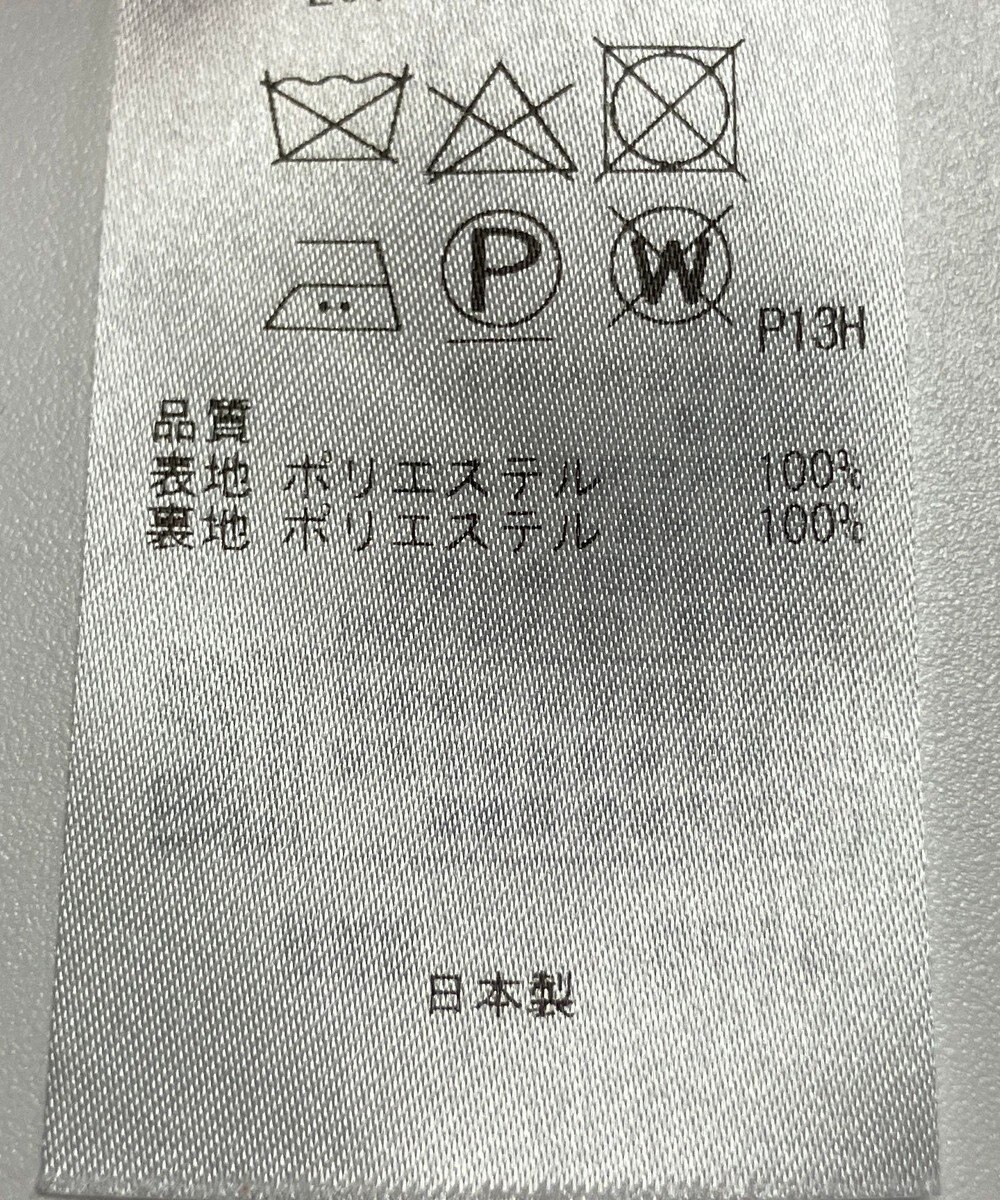 P W P13H
品質
表地 ポリエステル 100%
裏地 ポリエステル 100%
日本製